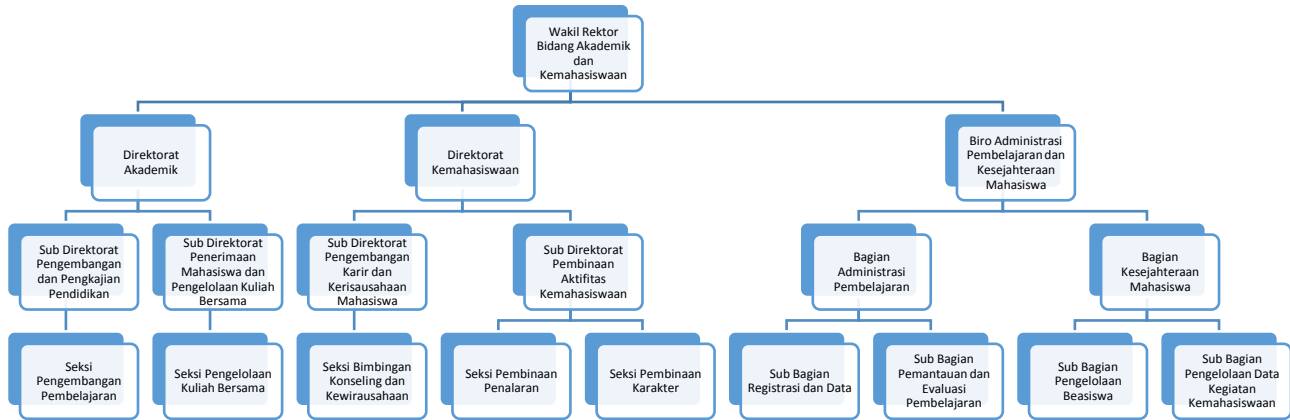 Wakil Rektor
Bidang Akademik
dan
Kemahasiswaan
Direktorat
Akademik
Direktorat
Kemahasiswaan
Biro Administrasi
Pembelajaran dan
Kesejahteraan
Mahasiswa
Sub Direktorat
Pengembangan
dan Pengkajian
Pendidikan
Sub Direktorat
Penerimaan
Mahasiswa dan
Pengelolaan Kuliah
Bersama
Sub Direktorat
Pengembangan
Karir dan
Kerisausahaan
Mahasiswa
Sub Direktorat
Pembinaan
Aktifitas
Kemahasiswaan
Bagian
Administrasi
Pembelajaran
Bagian
Kesejahteraan
Mahasiswa
Seksi
Pengembangan
Pembelajaran
Seksi Pengelolaan
Kuliah Bersama
Seksi Bimbingan
Konseling dan
Kewirausahaan
Seksi Pembinaan
Penalaran
Seksi Pembinaan
Karakter
Sub Bagian
Registrasi dan Data
Sub Bagian
Pemantauan dan
Evaluasi
Pembelajaran
Sub Bagian
Pengelolaan
Beasiswa
Sub Bagian
Pengelolaan Data
Kegiatan
Kemahasiswaan